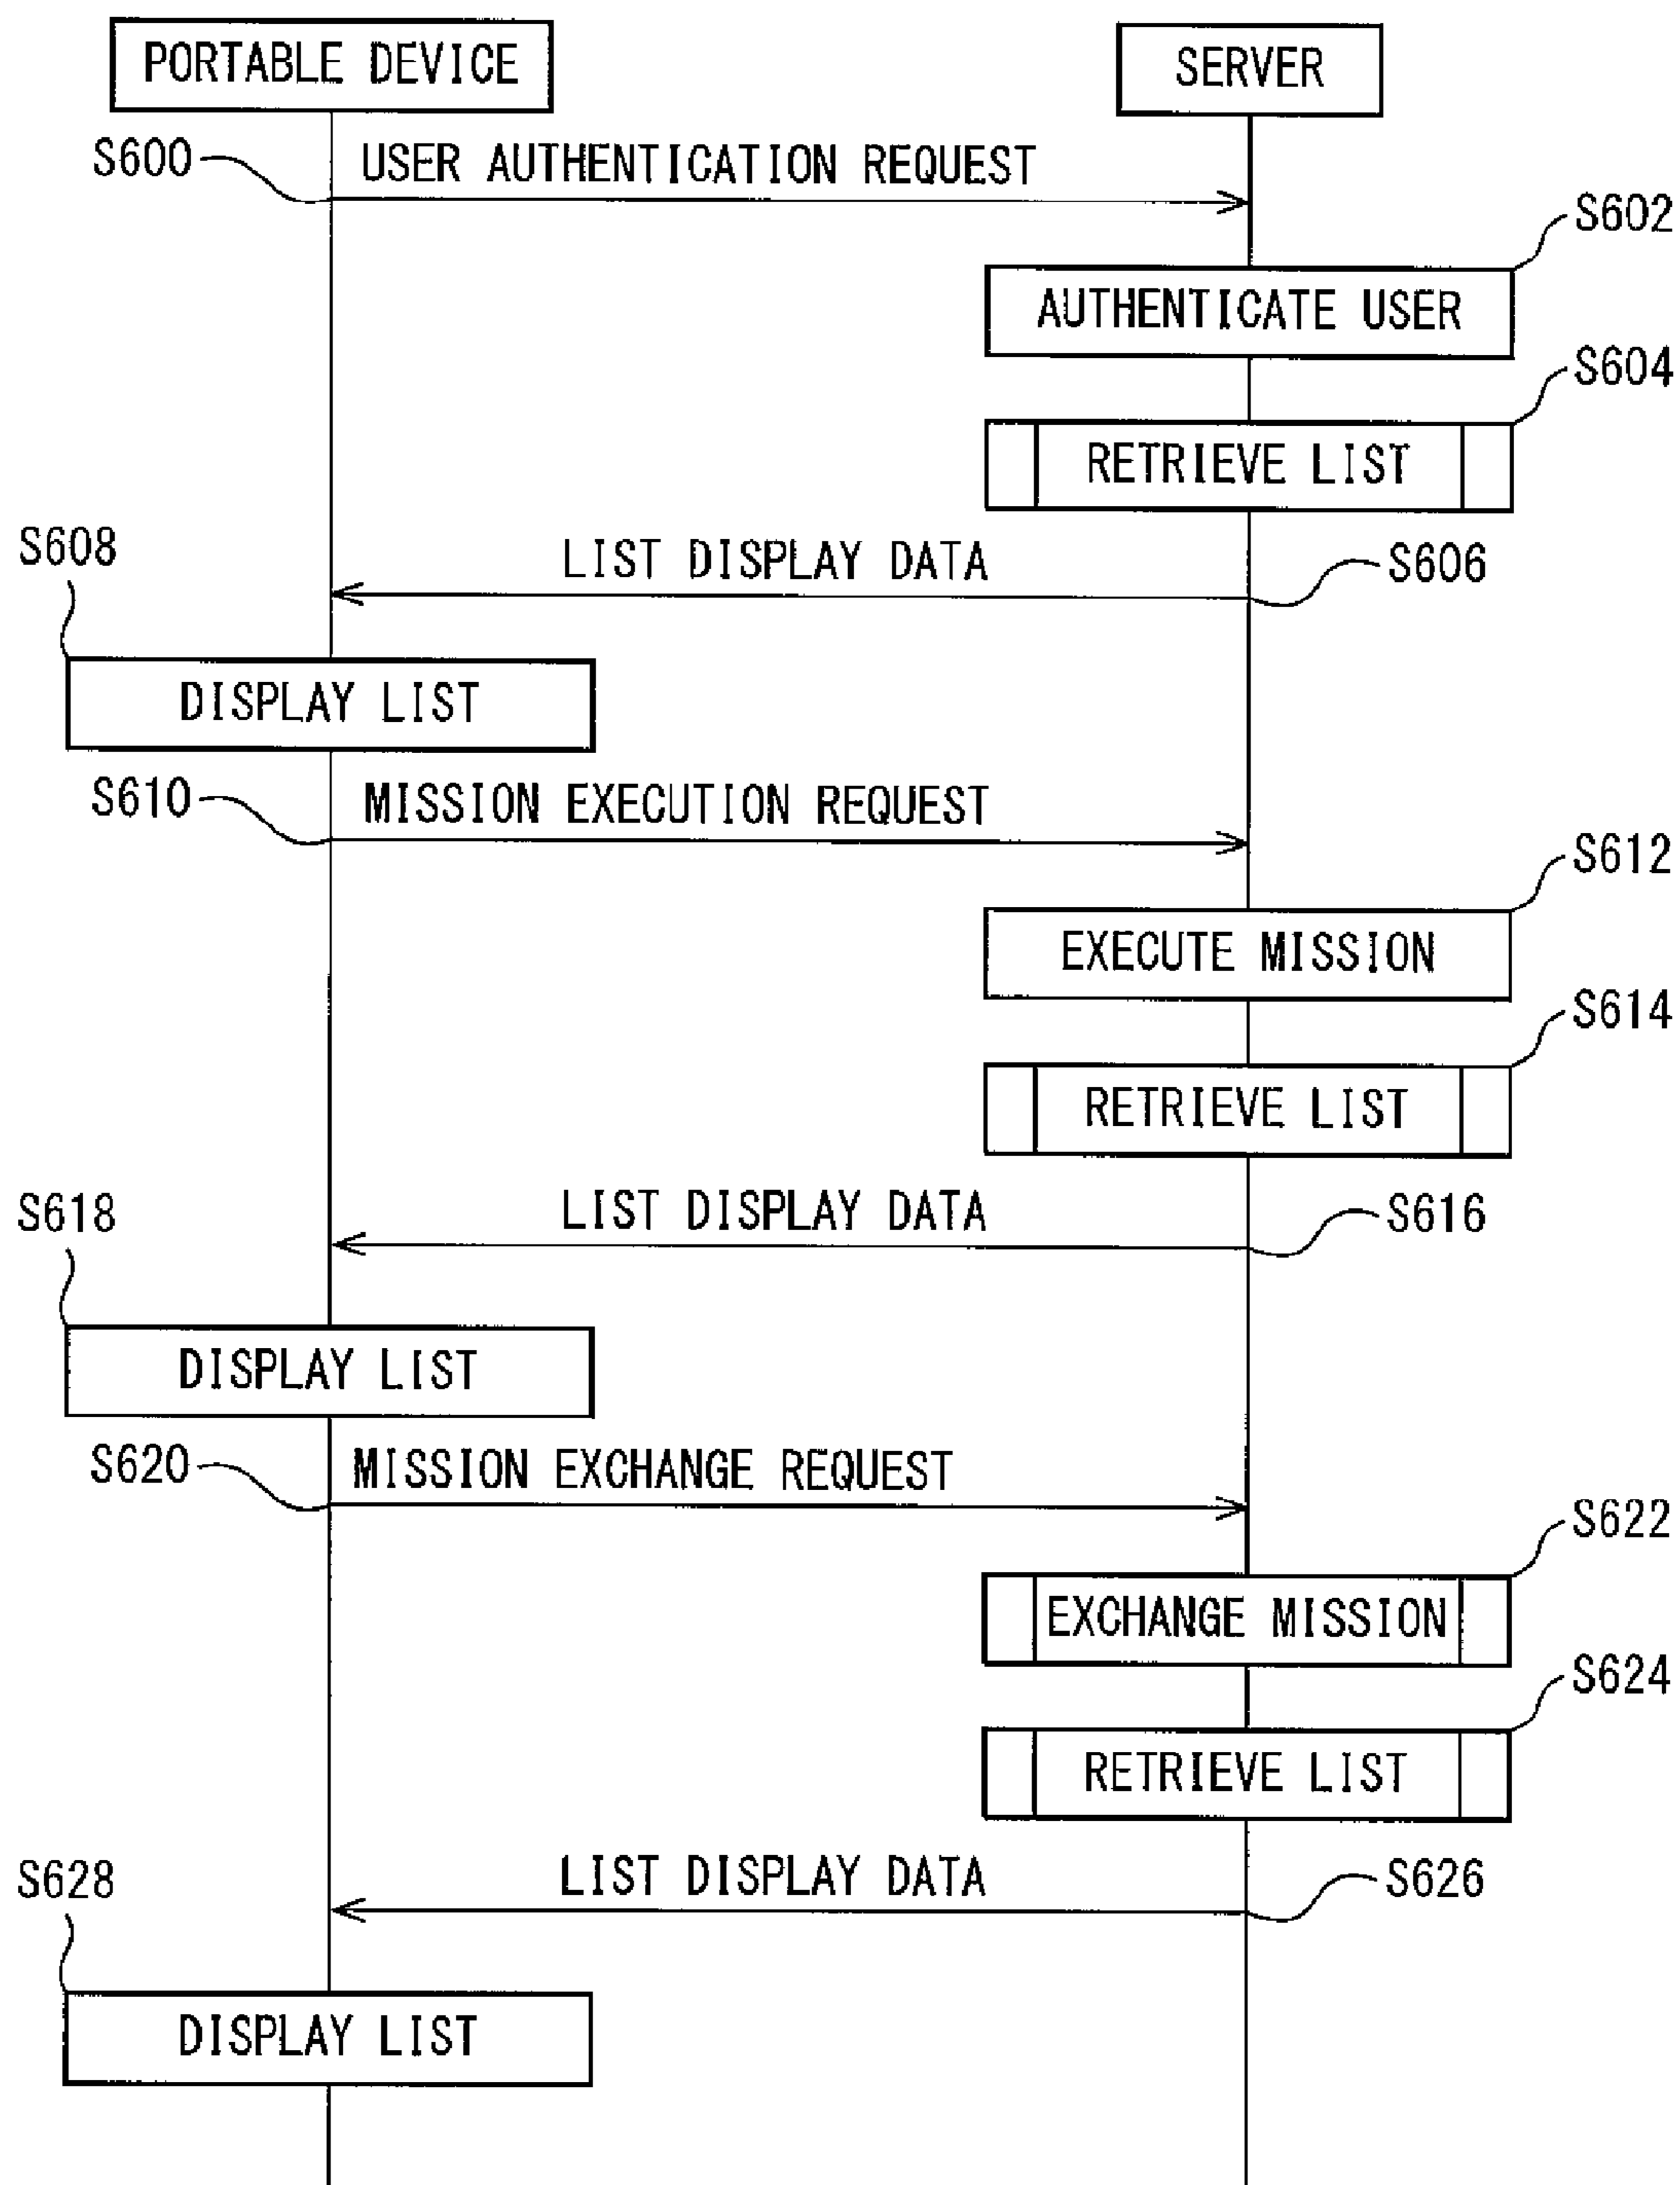 PORTABLE DEVICE
SERVER
S600
USER AUTHENTICATION REQUEST
S602
AUTHENTICATE USER
S604
RETRIEVE LIST
S608
LIST DISPLAY DATA
S606
DISPLAY LIST
S610
MISSION EXECUTION REQUEST
S612
EXECUTE MISSION
S614
RETRIEVE LIST
S618
LIST DISPLAY DATA
S616
DISPLAY LIST
S620
MISSION EXCHANGE REQUEST
S622
EXCHANGE MISSION
S624
RETRIEVE LIST
S628
LIST DISPLAY DATA
S626
DISPLAY LIST